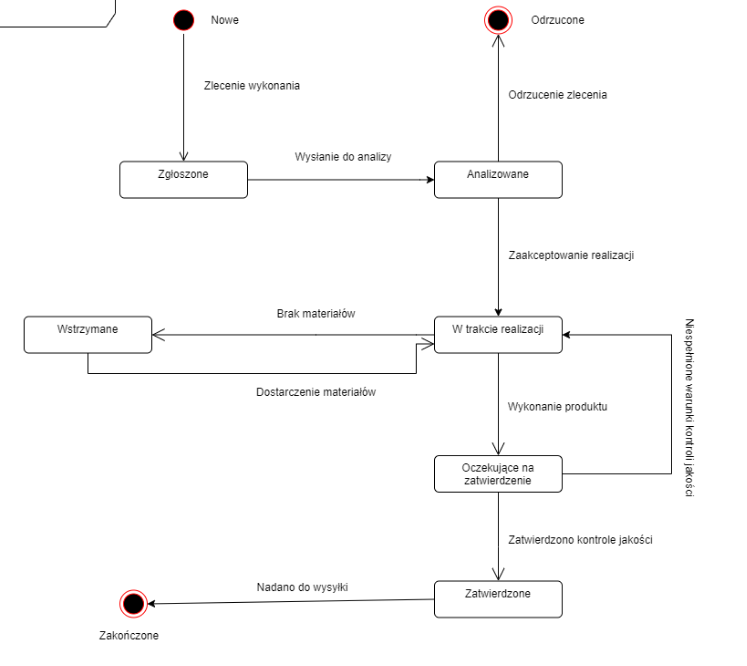 Nowe
Odrzucone
Zlecenie wykonania
Odrzucenie zlecenia
Wysłanie do analizy
Zgłoszone
Analizowane
Zaakceptowanie realizacji
Brak materiałów
Wstrzymane
W trakcie realizacji
Niespełnione warunki kontroli jakości
Dostarczenie materiałów
Wykonanie produktu
Oczekujące na
zatwierdzenie
Zatwierdzono kontrole jakości
Nadano do wysyłki
Zatwierdzone
Zakończone